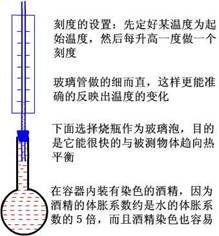 刻度的设置：先定好某温度为起
始温度，然后每升高一度做一个
刻度
玻璃管做的细而直，这样更能准
确的反映出温度的变化
下面选择烧瓶作为玻璃泡，目的
是它能很快的与被测物体趋向热
平衡
在容器内装有染色的酒精，因为
酒精的体胀系数约是水的体胀系
数的5倍，而且酒精染色也容易